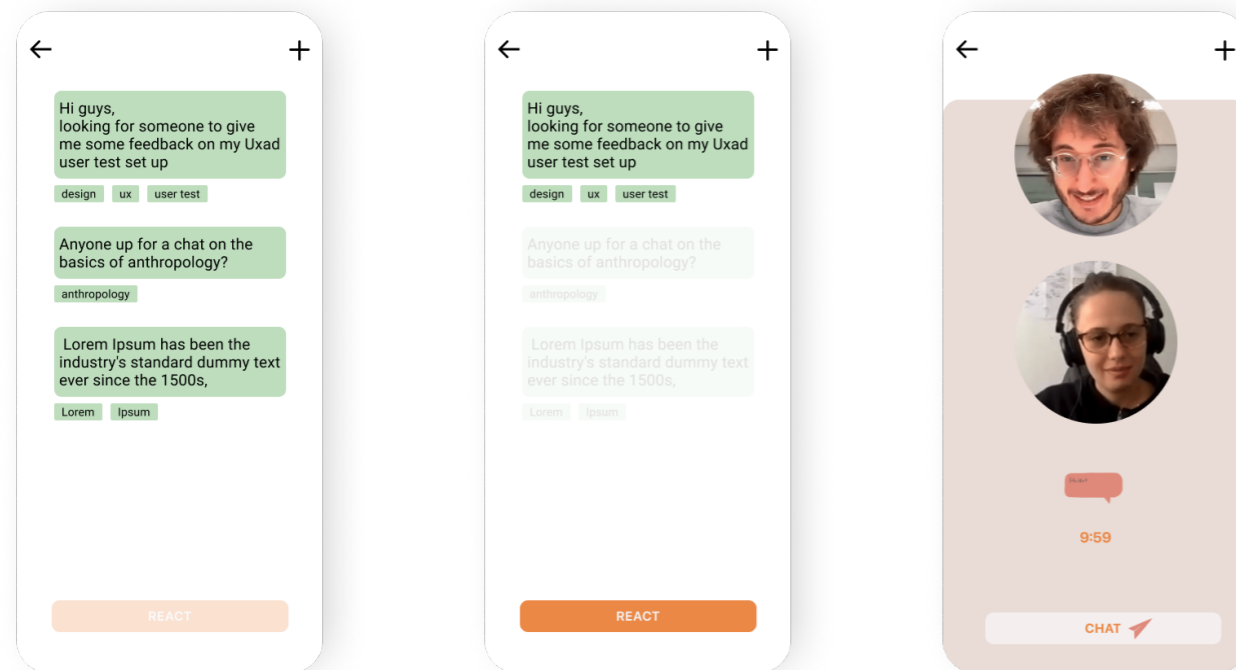 Hi guys,
looking for someone to give
me some feedback on my Uxad
user test set up
design ux user test
Anyone up for a chat on the
basics of anthropology?
anthropology
Lorem Ipsum has been the
industry's standard dummy text
ever since the 1500s,
Lorem Ipsum
REACT
Hi guys,
looking for someone to give
me some feedback on my Uxad
user test set up
design ux user test
Anyone up for a chat on the
basics of anthropology?
anthropology
Lorem Ipsum has been the
industry's standard dummy text
ever since the 1500s,
Lorem Ipsum
REACT
9:59
CHAT